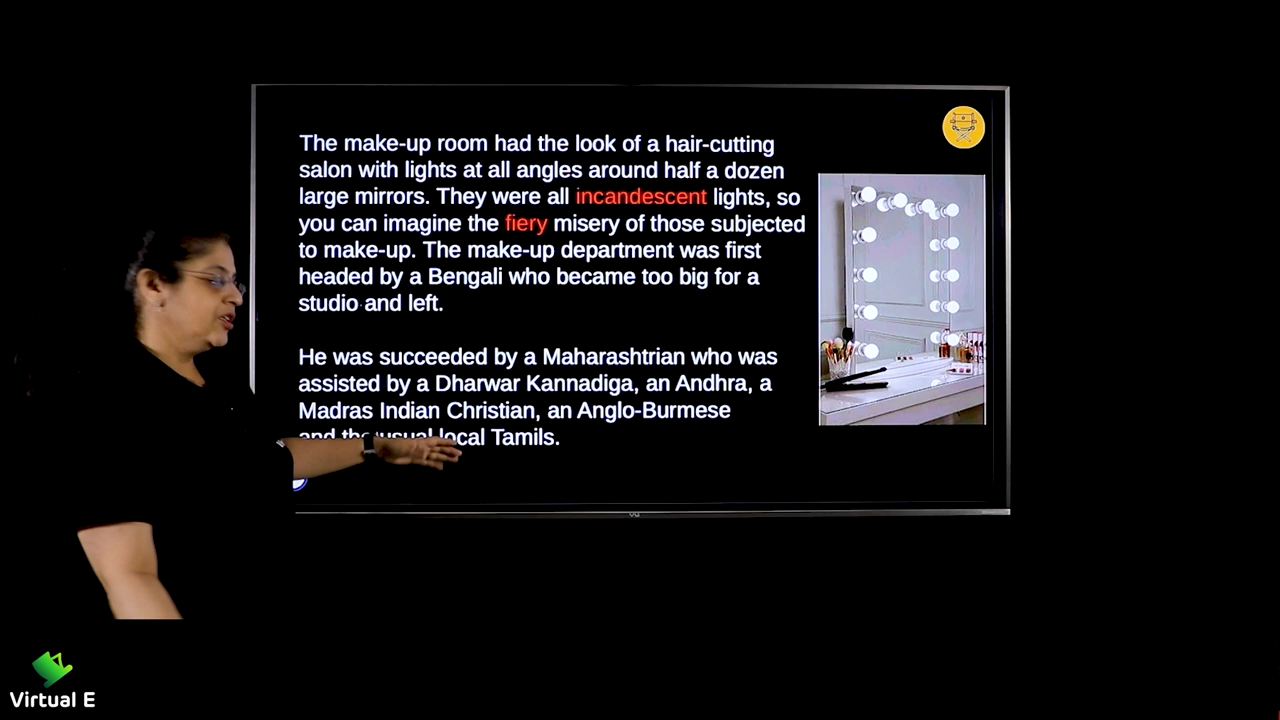 The make-up room had the look of a hair-cutting
salon with lights at all angles around half a dozen
large mirrors. They were all incandescent lights, so
you can imagine the fiery misery of those subjected
to make-up. The make-up department was first
headed by a Bengali who became too big for a
studio and left.
He was succeeded by a Maharashtrian who was
assisted by a Dharwar Kannadiga, an Andhra, a
Madras Indian Christian, an Anglo-Burmese
and the usual local Tamils.
Virtual E